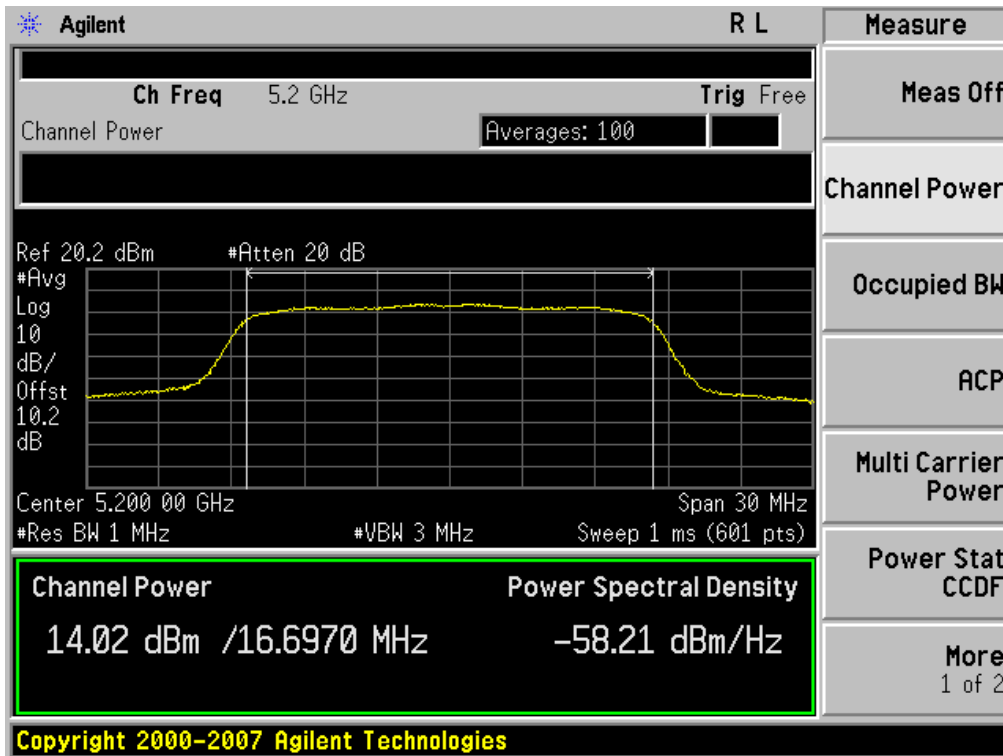 Agilent
R L
Measure
Ch Freq 5.2 GHz
Trig Free
Channel Power
Averages: 100
Meas Off
Channel Power
Occupied BW
ACP
Multi Carrier
Power
Power Stat
CCDF
More
1 of 2
Ref 20.2 dBm #Atten 20 dB
#Avg
Log
10
dB/
Offst
10.2
dB
Center 5.200 00 GHz Span 30 MHz
#Res BW 1 MHz #VBW 3 MHz Sweep 1 ms (601 pts)
Channel Power Power Spectral Density
14.02 dBm /16.6970 MHz -58.21 dBm/Hz
Copyright 2000-2007 Agilent Technologies